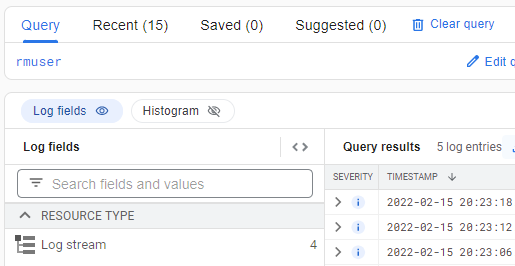 Query Recent (15) Saved (0) Suggested (0) Clear query
rmuser Edit q
Log fields Histogram
Log fields
Search fields and values
RESOURCE TYPE
Log stream 4
Query results 5 log entries
SEVERITY TIMESTAMP
2022-02-15 20:23:18
2022-02-15 20:23:12
2022-02-15 20:23:06